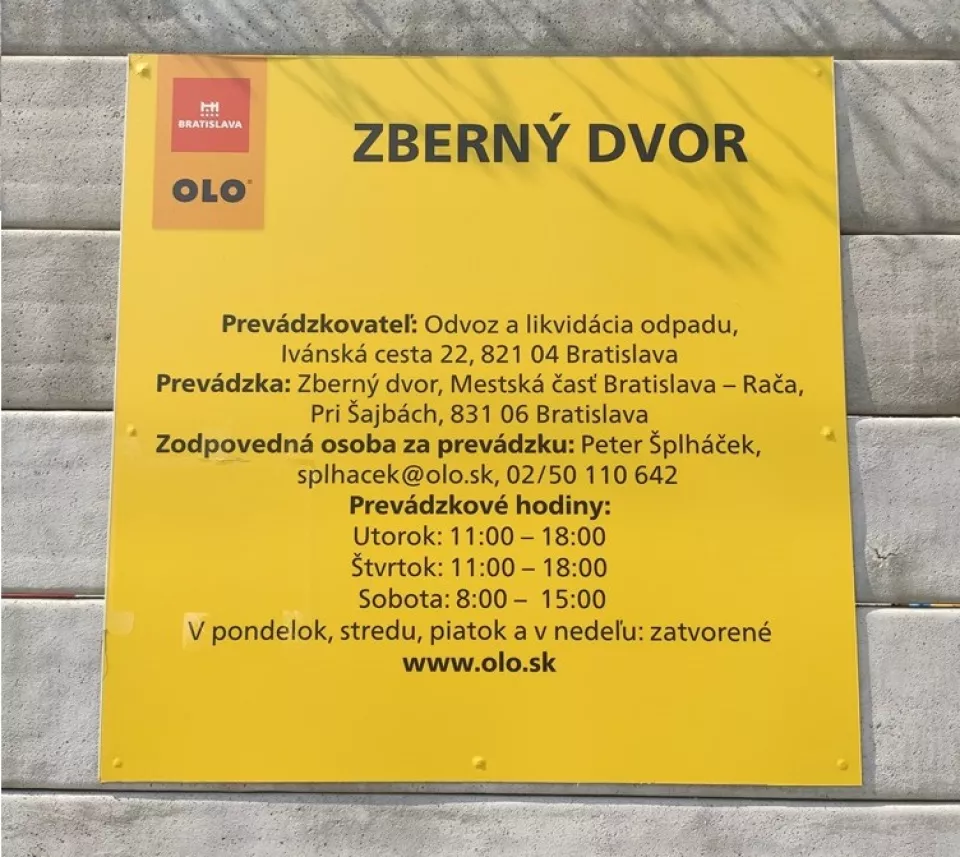 BRATISLAVA
OLO®
ZBERNÝ DVOR
Prevádzkovateľ: Odvoz a likvidácia odpadu,
Ivánská cesta 22, 821 04 Bratislava
Prevádzka: Zberný dvor, Mestská časť Bratislava – Rača,
Pri Šajbách, 831 06 Bratislava
Zodpovedná osoba za prevádzku: Peter Šplháček,
splhacek@olo.sk, 02/50 110 642
Prevádzkové hodiny:
Utorok: 11:00 – 18:00
Štvrtok: 11:00 – 18:00
Sobota: 8:00 – 15:00
V pondelok, stredu, piatok a v nedeľu: zatvorené
www.olo.sk